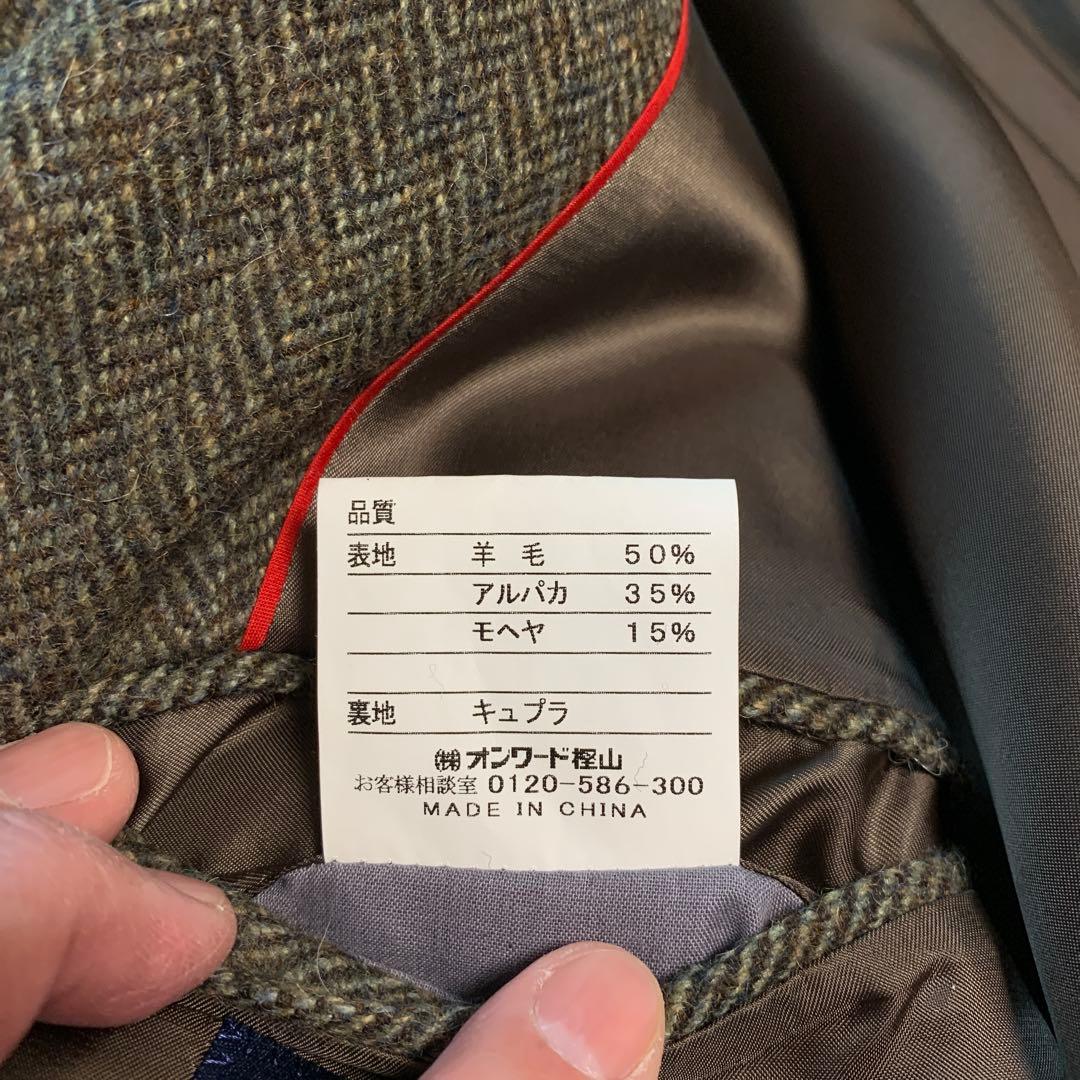 品質
表地 羊毛 50%
アルパカ 35%
モヘヤ 15%
裏地 キュプラ
㈱オンワード樫山
お客様相談室 0120-586-300
MADE IN CHINA